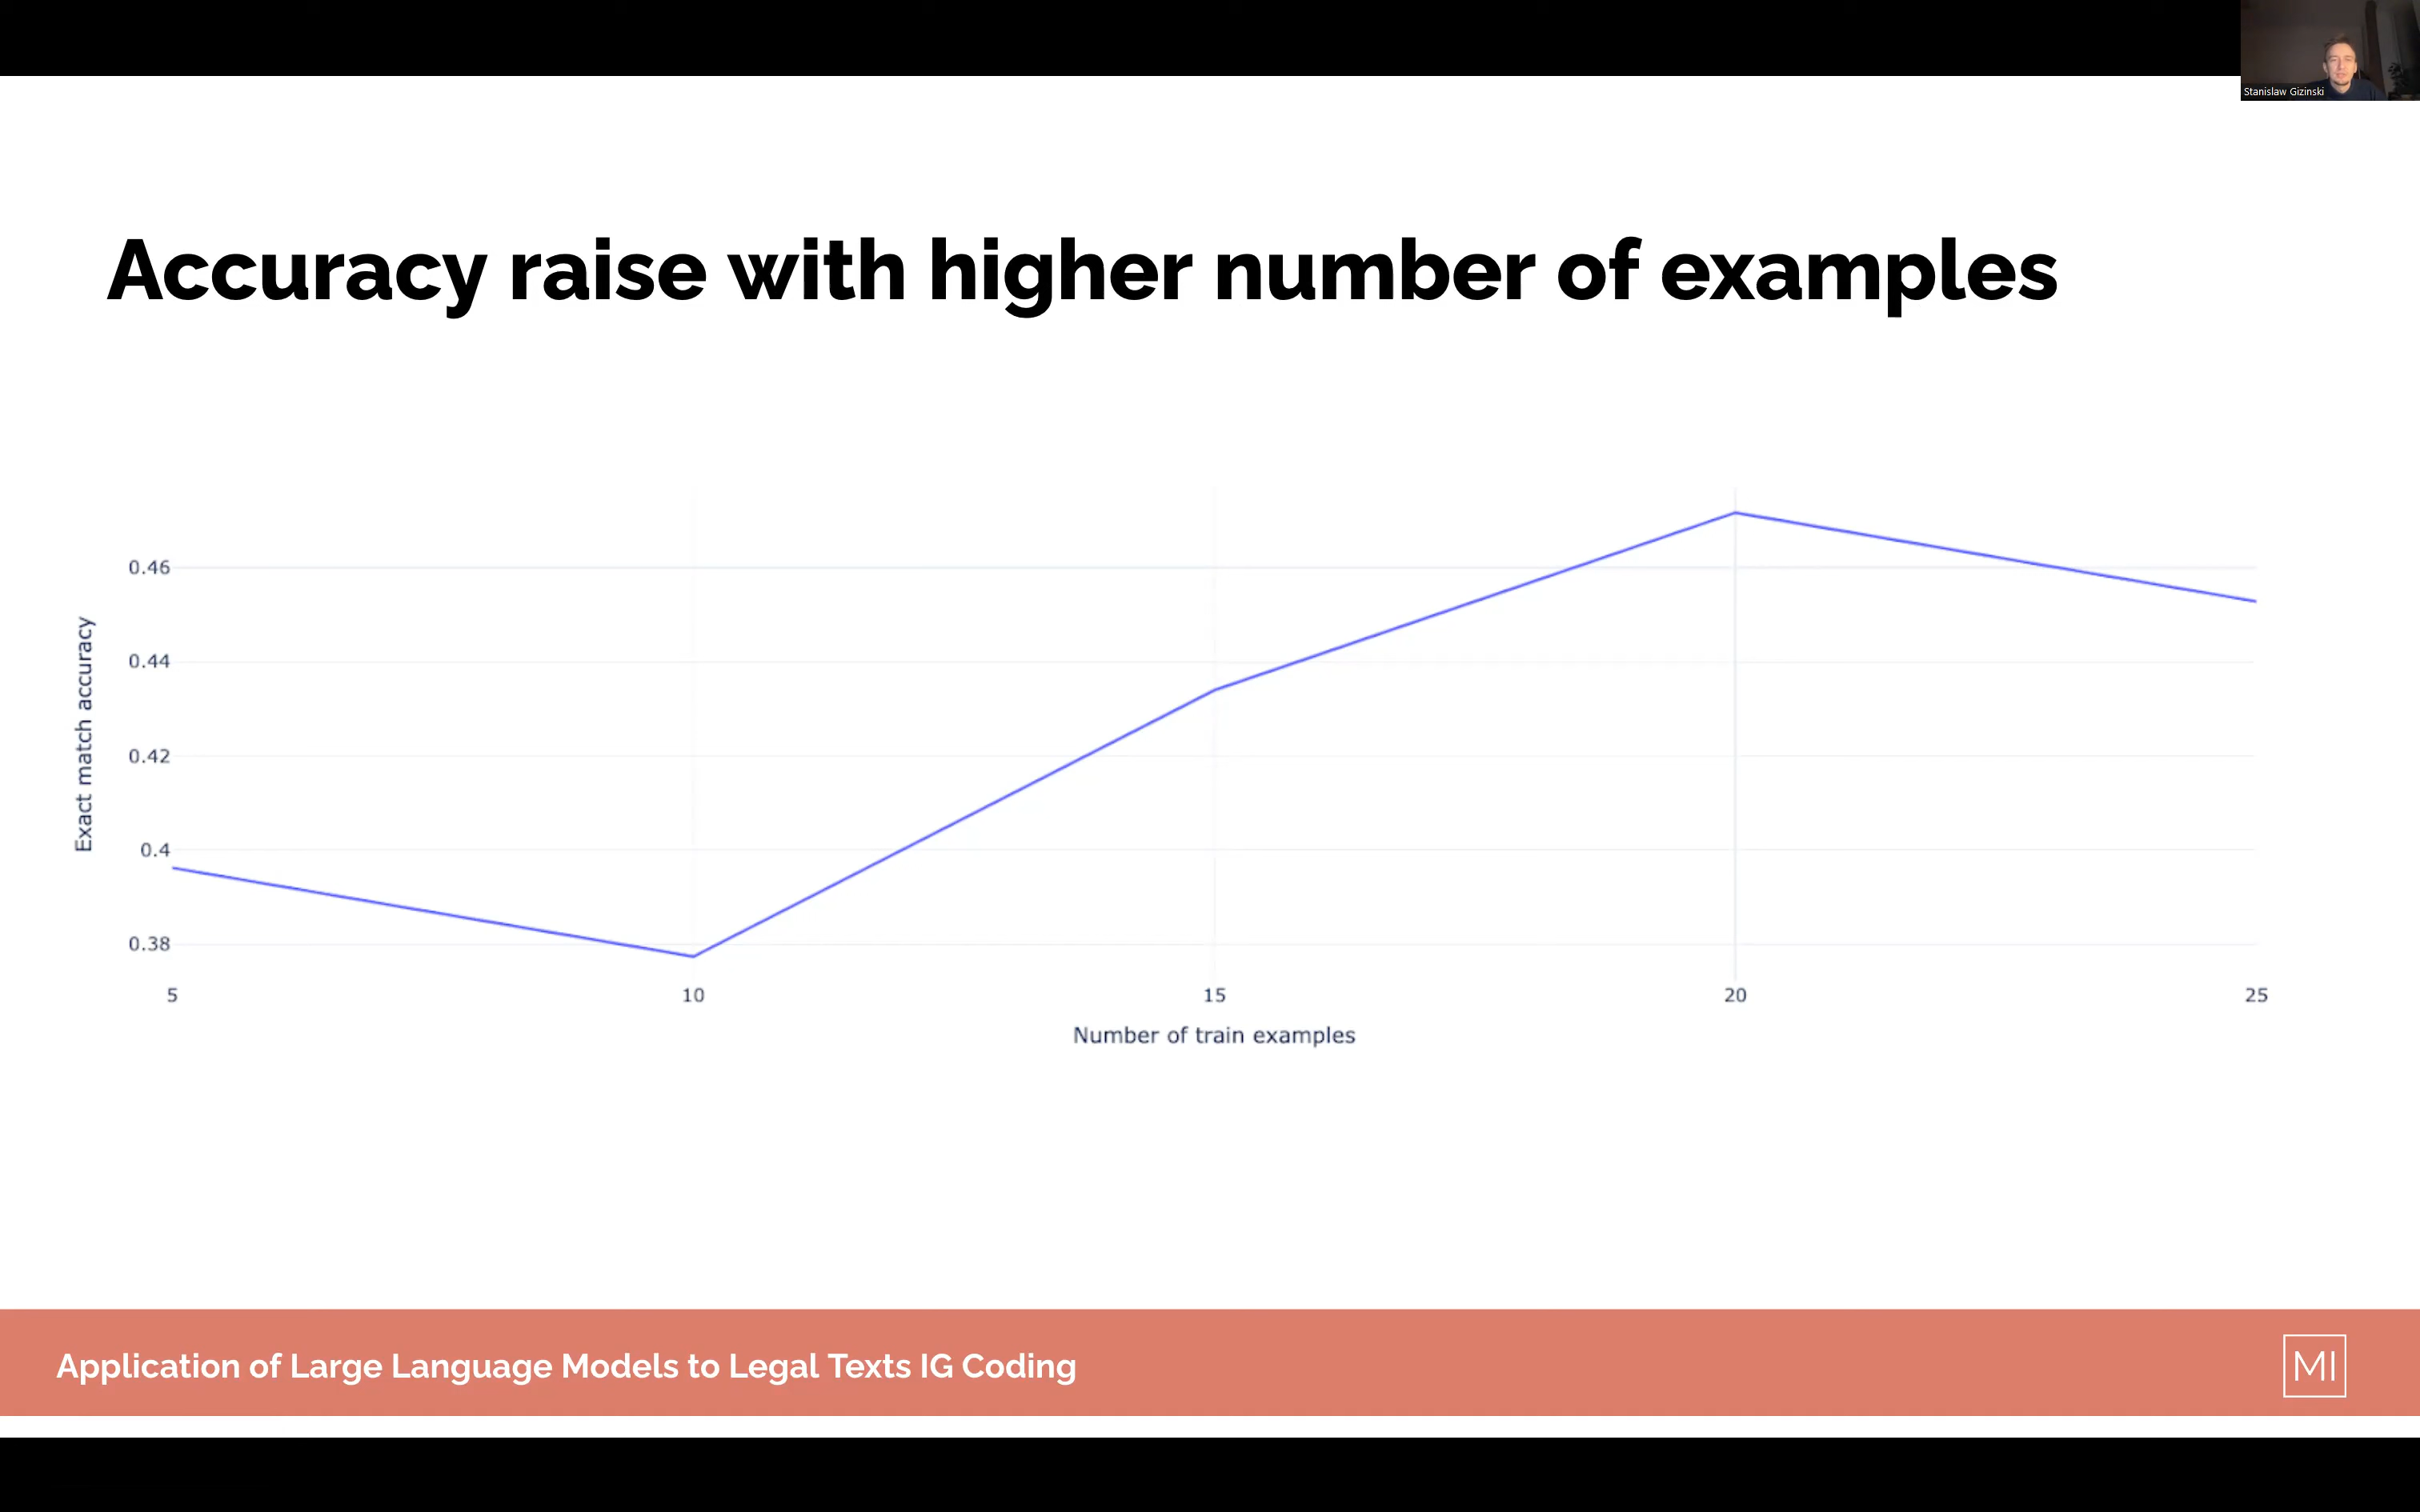 Stanislaw Gizinski
Accuracy raise with higher number of examples
Exact match accuracy
0.46
0.44
0.42
0.4
0.38
5 10 15 20 25
Number of train examples
Application of Large Language Models to Legal Texts IG Coding
MI